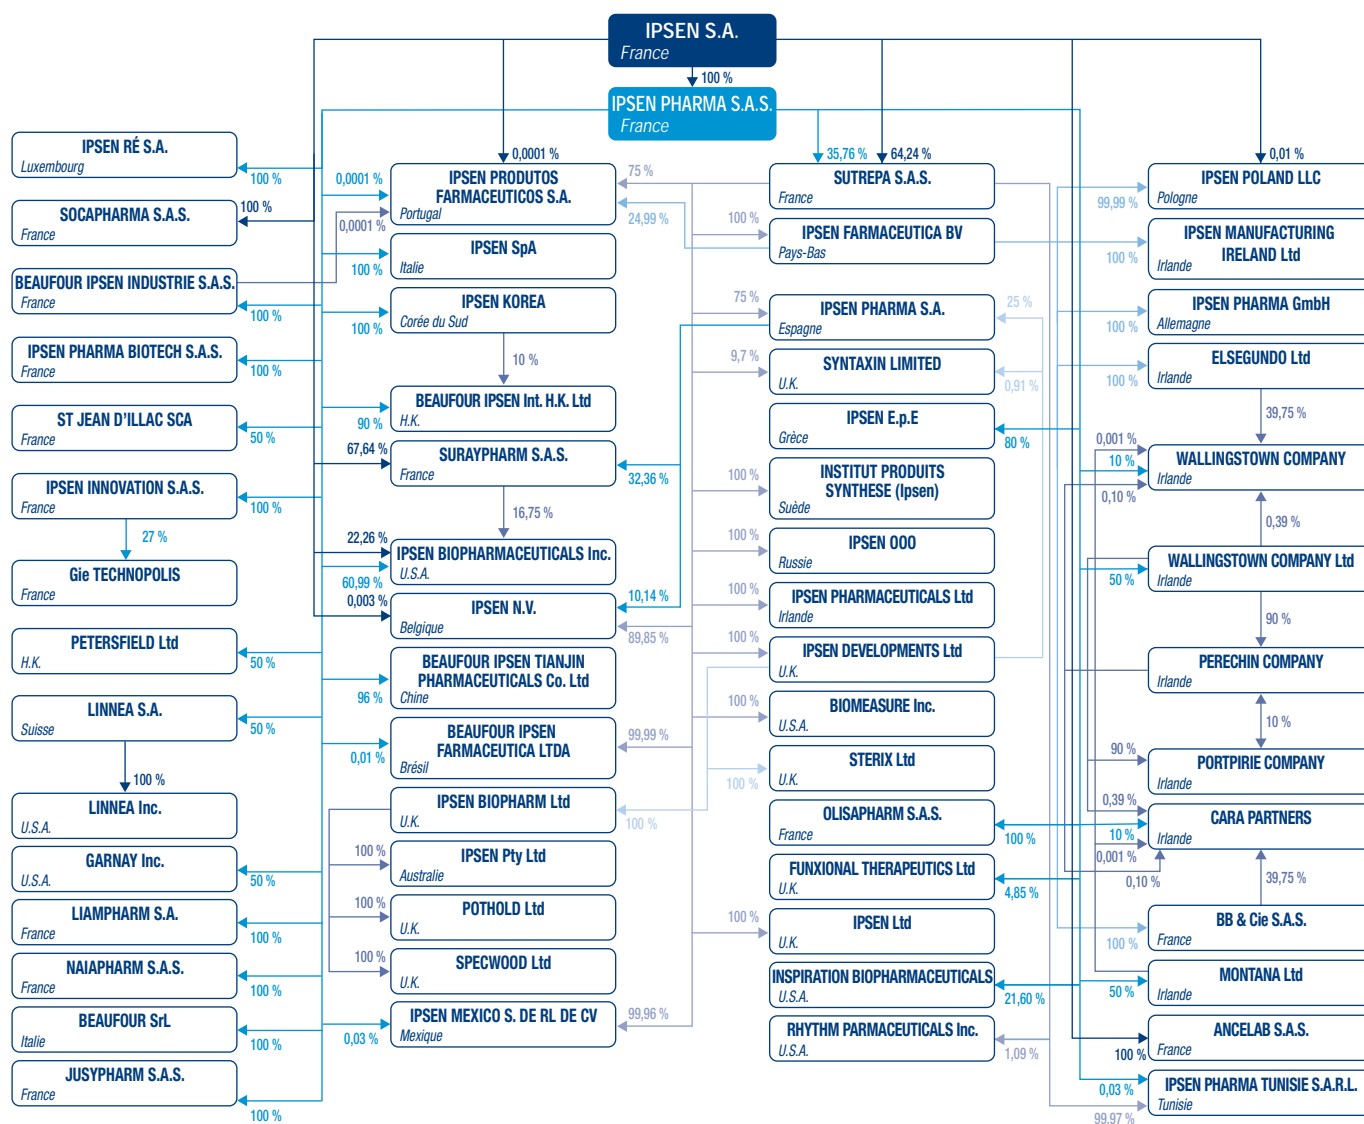 IPSEN S.A.
France
100 %
IPSEN PHARMA S.A.S.
France
IPSEN RÉ S.A.
Luxembourg
100 %
SOCAPHARMA S.A.S.
France
100 %
BEAUFOUR IPSEN INDUSTRIE S.A.S.
France
100 %
IPSEN PHARMA BIOTECH S.A.S.
France
100 %
ST JEAN D'ILLAC SCA
France
50 %
IPSEN INNOVATION S.A.S.
France
100 %
27 %
Gie TECHNOPOLIS
France
PETERSFIELD Ltd
H.K.
50 %
LINNEA S.A.
Suisse
50 %
100 %
LINNEA Inc.
U.S.A.
GARNAY Inc.
U.S.A.
50 %
LIAMPHARM S.A.
France
100 %
NAIAPHARM S.A.S.
France
100 %
BEAUFOUR SrL
Italie
100 %
JUSYPHARM S.A.S.
France
100 %
0,0001 %
0,0001 %
IPSEN PRODUTOS
FARMACEUTICOS S.A.
Portugal
0,0001 %
75 %
24,99 %
IPSEN SpA
Italie
100 %
IPSEN KOREA
Corée du Sud
100 %
10 %
BEAUFOUR IPSEN Int. H.K. Ltd
H.K.
90 %
67,64 %
SURAYPHARM S.A.S.
France
32,36 %
16,75 %
22,26 %
IPSEN BIOPHARMACEUTICALS Inc.
U.S.A.
60,99 %
0,003 %
IPSEN N.V.
Belgique
10,14 %
89,85 %
BEAUFOUR IPSEN TIANJIN
PHARMACEUTICALS Co. Ltd
Chine
96 %
BEAUFOUR IPSEN
FARMACEUTICA LTDA
Brésil
0,01 %
99,99 %
IPSEN BIOPHARM Ltd
U.K.
100 %
100 %
IPSEN Pty Ltd
Australie
100 %
POTHOLD Ltd
U.K.
100 %
SPECWOOD Ltd
U.K.
IPSEN MEXICO S. DE RL DE CV
Mexique
0,03 %
99,96 %
35,76 %
64,24 %
SUTREPA S.A.S.
France
100 %
IPSEN FARMACEUTICA BV
Pays-Bas
75 %
IPSEN PHARMA S.A.
Espagne
25 %
9,7 %
SYNTAXIN LIMITED
U.K.
0,91 %
IPSEN E.p.E
Grèce
80 %
100 %
INSTITUT PRODUITS
SYNTHESE (Ipsen)
Suède
100 %
IPSEN OOO
Russie
100 %
IPSEN PHARMACEUTICALS Ltd
Irlande
100 %
IPSEN DEVELOPMENTS Ltd
U.K.
100 %
BIOMEASURE Inc.
U.S.A.
STERIX Ltd
U.K.
100 %
OLISAPHARM S.A.S.
France
100 %
FUNXIONAL THERAPEUTICS Ltd
U.K.
4,85 %
100 %
IPSEN Ltd
U.K.
INSPIRATION BIOPHARMACEUTICALS
U.S.A.
21,60 %
RHYTHM PARMACEUTICALS Inc.
U.S.A.
1,09 %
0,01 %
IPSEN POLAND LLC
Pologne
99,99 %
IPSEN MANUFACTURING
IRELAND Ltd
Irlande
100 %
IPSEN PHARMA GmbH
Allemagne
100 %
ELSEGUNDO Ltd
Irlande
100 %
39,75 %
0,001 %
10 %
0,10 %
WALLINGSTOWN COMPANY
Irlande
0,39 %
WALLINGSTOWN COMPANY Ltd
Irlande
50 %
90 %
PERECHIN COMPANY
Irlande
10 %
90 %
PORTPIRIE COMPANY
Irlande
0,39 %
CARA PARTNERS
Irlande
10 %
0,001 %
0,10 %
39,75 %
BB & Cie S.A.S.
France
100 %
MONTANA Ltd
Irlande
50 %
ANCELAB S.A.S.
France
100 %
IPSEN PHARMA TUNISIE S.A.R.L.
Tunisie
0,03 %
99,97 %